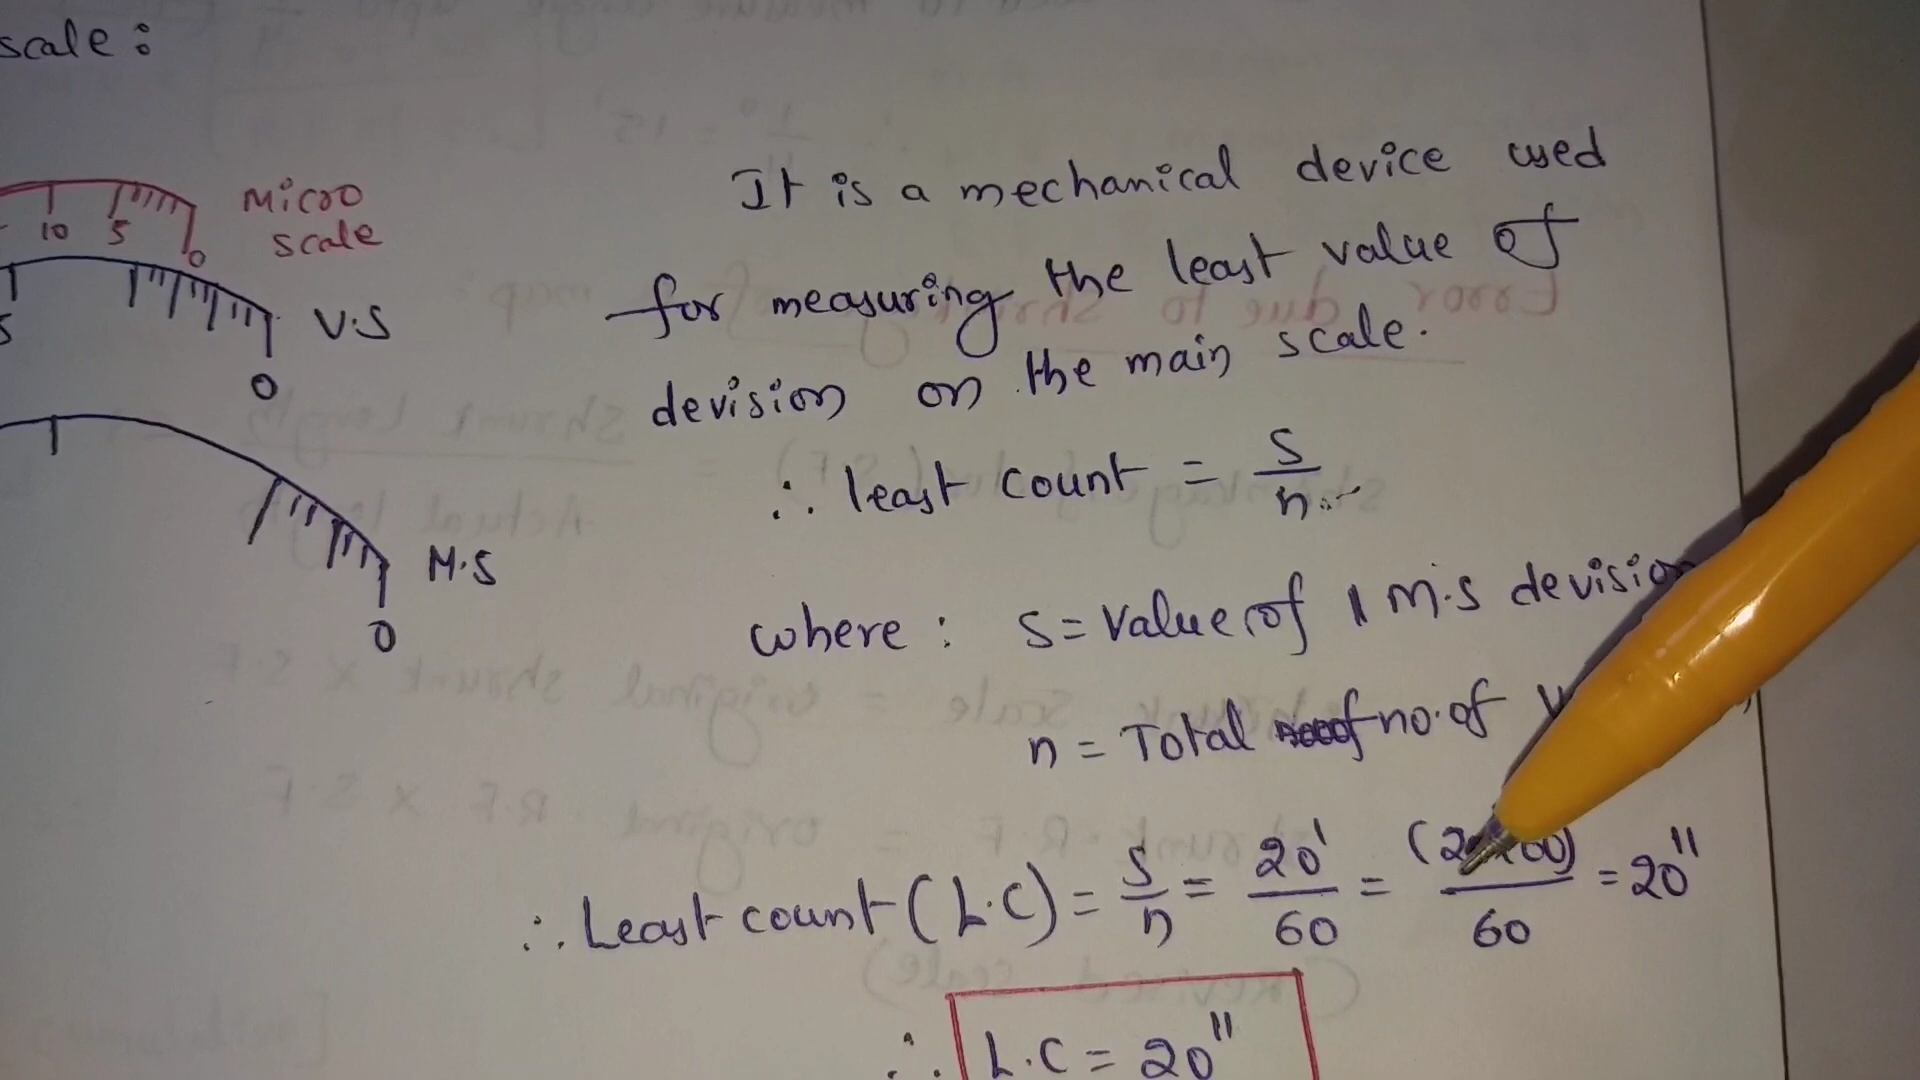 scale :
Micro
scale
10 5 0
V.S
5
0
M.S
0
It is a mechanical device used
for measuring the least value of
devision on the main scale.
∴ least count = s/n
where : s = value of 1 M.S devision
n = Total no. of
∴ Least count (L.C) = s/n = 20'/60 = (20x60)/60 = 20"
∴ L.C = 20"